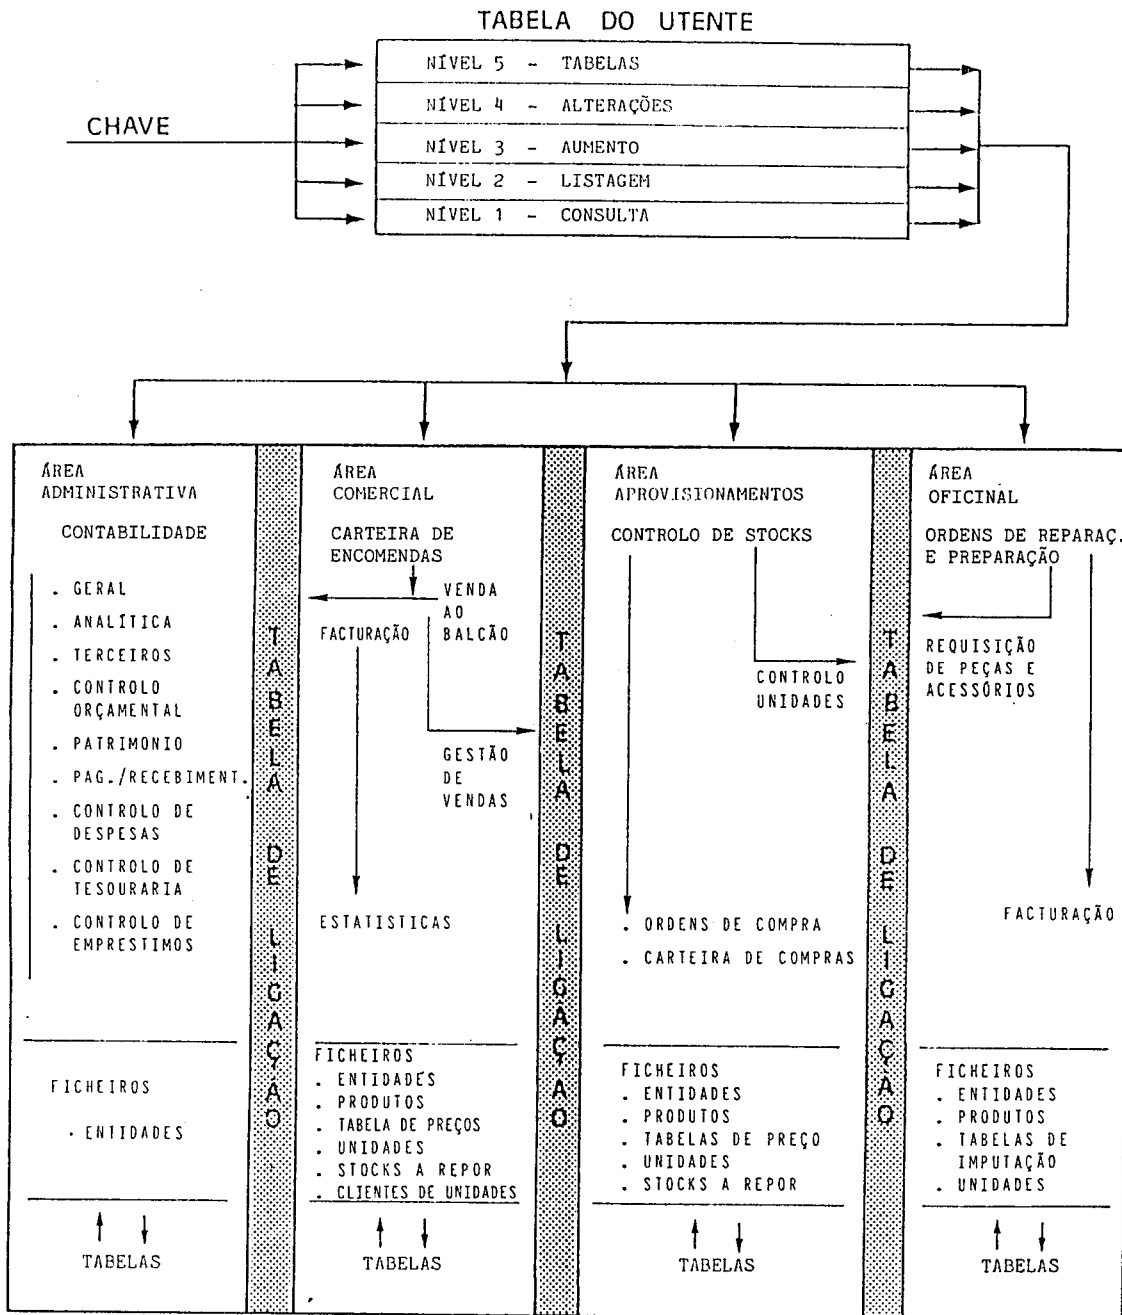 TABELA DO UTENTE
CHAVE
NÍVEL 5 - TABELAS
NÍVEL 4 - ALTERAÇÕES
NÍVEL 3 - AUMENTO
NÍVEL 2 - LISTAGEM
NÍVEL 1 - CONSULTA
ÁREA
ADMINISTRATIVA
CONTABILIDADE
. GERAL
. ANALÍTICA
. TERCEIROS
. CONTROLO
ORÇAMENTAL
. PATRIMONIO
. PAG./RECEBIMENT.
. CONTROLO DE
DESPESAS
. CONTROLO DE
TESOURARIA
. CONTROLO DE
EMPRESTIMOS
FICHEIROS
. ENTIDADES
TABELAS
TABELA DE LIGAÇAO
ÁREA
COMERCIAL
CARTEIRA DE
ENCOMENDAS
VENDA
AO
BALCÃO
FACTURAÇÃO
GESTÃO
DE
VENDAS
ESTATISTICAS
FICHEIROS
. ENTIDADES
. PRODUTOS
. TABELA DE PREÇOS
. UNIDADES
. STOCKS A REPOR
. CLIENTES DE UNIDADES
TABELAS
TABELA DE LIGAÇAO
ÁREA
APROVISIONAMENTOS
CONTROLO DE STOCKS
CONTROLO
UNIDADES
. ORDENS DE COMPRA
. CARTEIRA DE COMPRAS
FICHEIROS
. ENTIDADES
. PRODUTOS
. TABELAS DE PREÇO
. UNIDADES
. STOCKS A REPOR
TABELAS
TABELA DE LIGAÇAO
ÁREA
OFICINAL
ORDENS DE REPARAÇ.
E PREPARAÇÃO
REQUISIÇÃO
DE PEÇAS E
ACESSÓRIOS
FACTURAÇÃO
FICHEIROS
. ENTIDADES
. PRODUTOS
. TABELAS DE
IMPUTAÇÃO
. UNIDADES
TABELAS